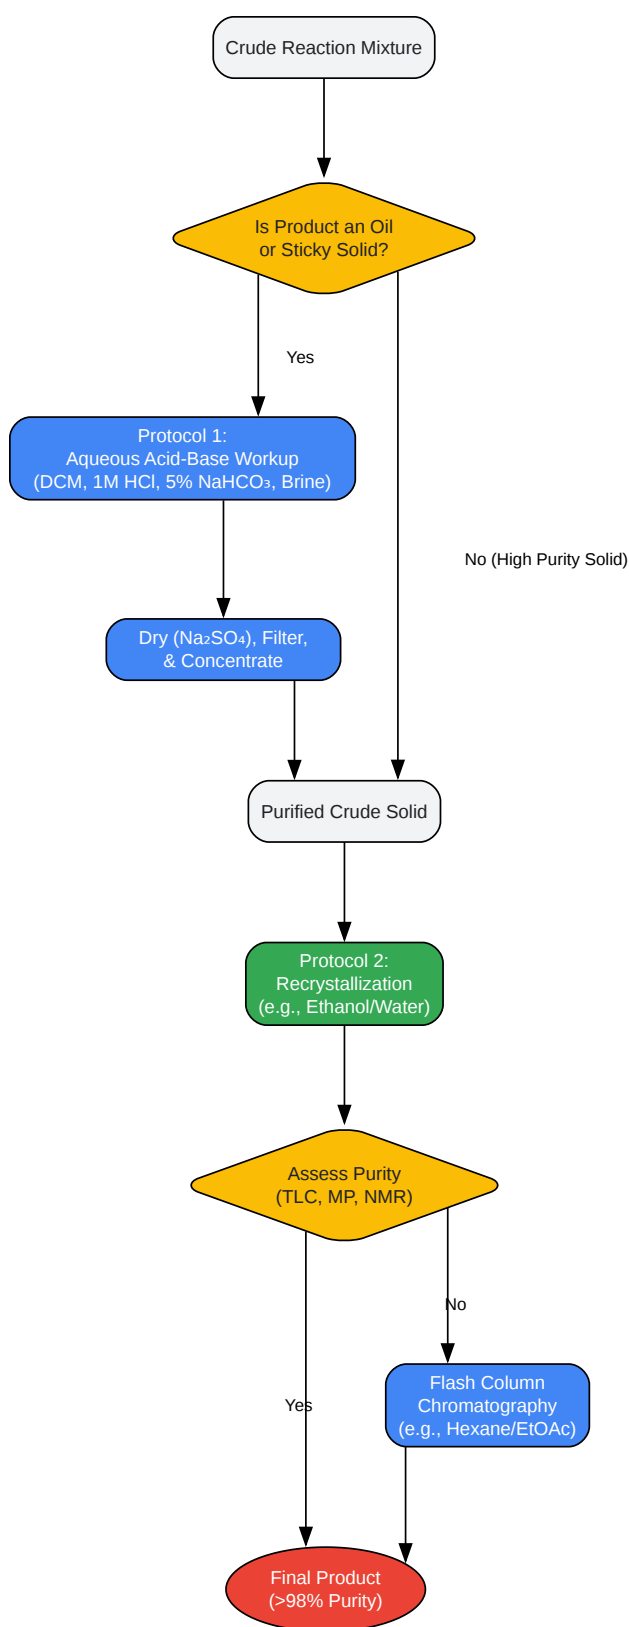 Crude Reaction Mixture
Is Product an Oil
or Sticky Solid?
Yes
Protocol 1:
Aqueous Acid-Base Workup
(DCM, 1M HCl, 5% NaHCO₃, Brine)
No (High Purity Solid)
Dry (Na₂SO₄), Filter,
& Concentrate
Purified Crude Solid
Protocol 2:
Recrystallization
(e.g., Ethanol/Water)
Assess Purity
(TLC, MP, NMR)
No
Flash Column
Chromatography
(e.g., Hexane/EtOAc)
Yes
Final Product
(>98% Purity)